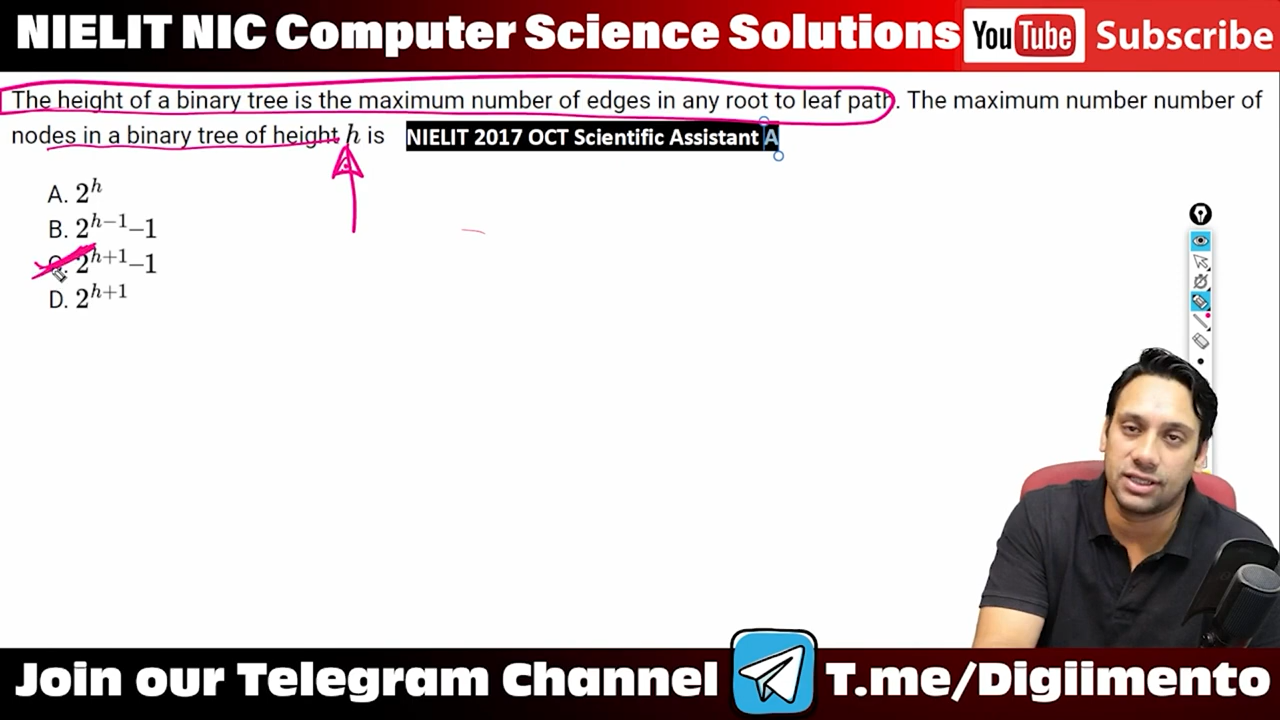 NIELIT NIC Computer Science Solutions YouTube Subscribe
The height of a binary tree is the maximum number of edges in any root to leaf path. The maximum number number of
nodes in a binary tree of height h is NIELIT 2017 OCT Scientific Assistant A
A. 2^h
B. 2^{h−1}–1
C. 2^{h+1}–1
D. 2^{h+1}
Join our Telegram Channel T.me/Digiimento